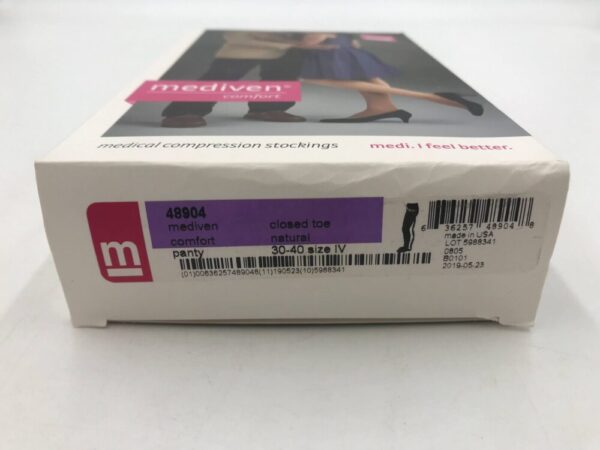 mediven®
comfort.
medical compression stockings
medi. I feel better.
m
48904
mediven closed toe
comfort natural
panty 30-40 size IV
(01)00636257489048(11)190523(10)5988341
6 36257 48904 8
made in USA
LOT 5988341
0805
B0101
2019-05-23